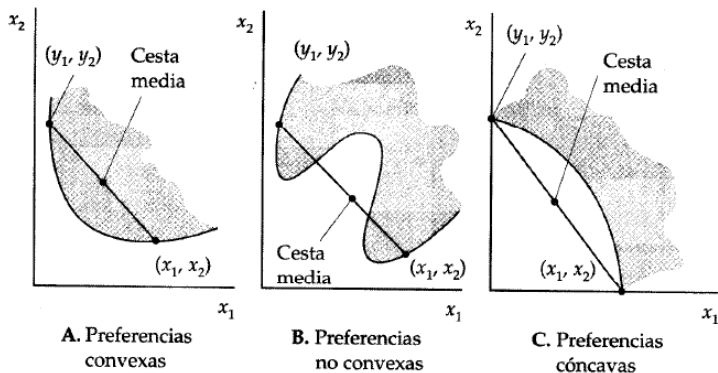 x₂
(y₁, y₂)
Cesta
media
(x₁, x₂)
x₁
A. Preferencias
convexas
x₂
(y₁, y₂)
Cesta
media
(x₁, x₂)
x₁
B. Preferencias
no convexas
x₂
(y₁, y₂)
Cesta
media
(x₁, x₂)
x₁
C. Preferencias
cóncavas